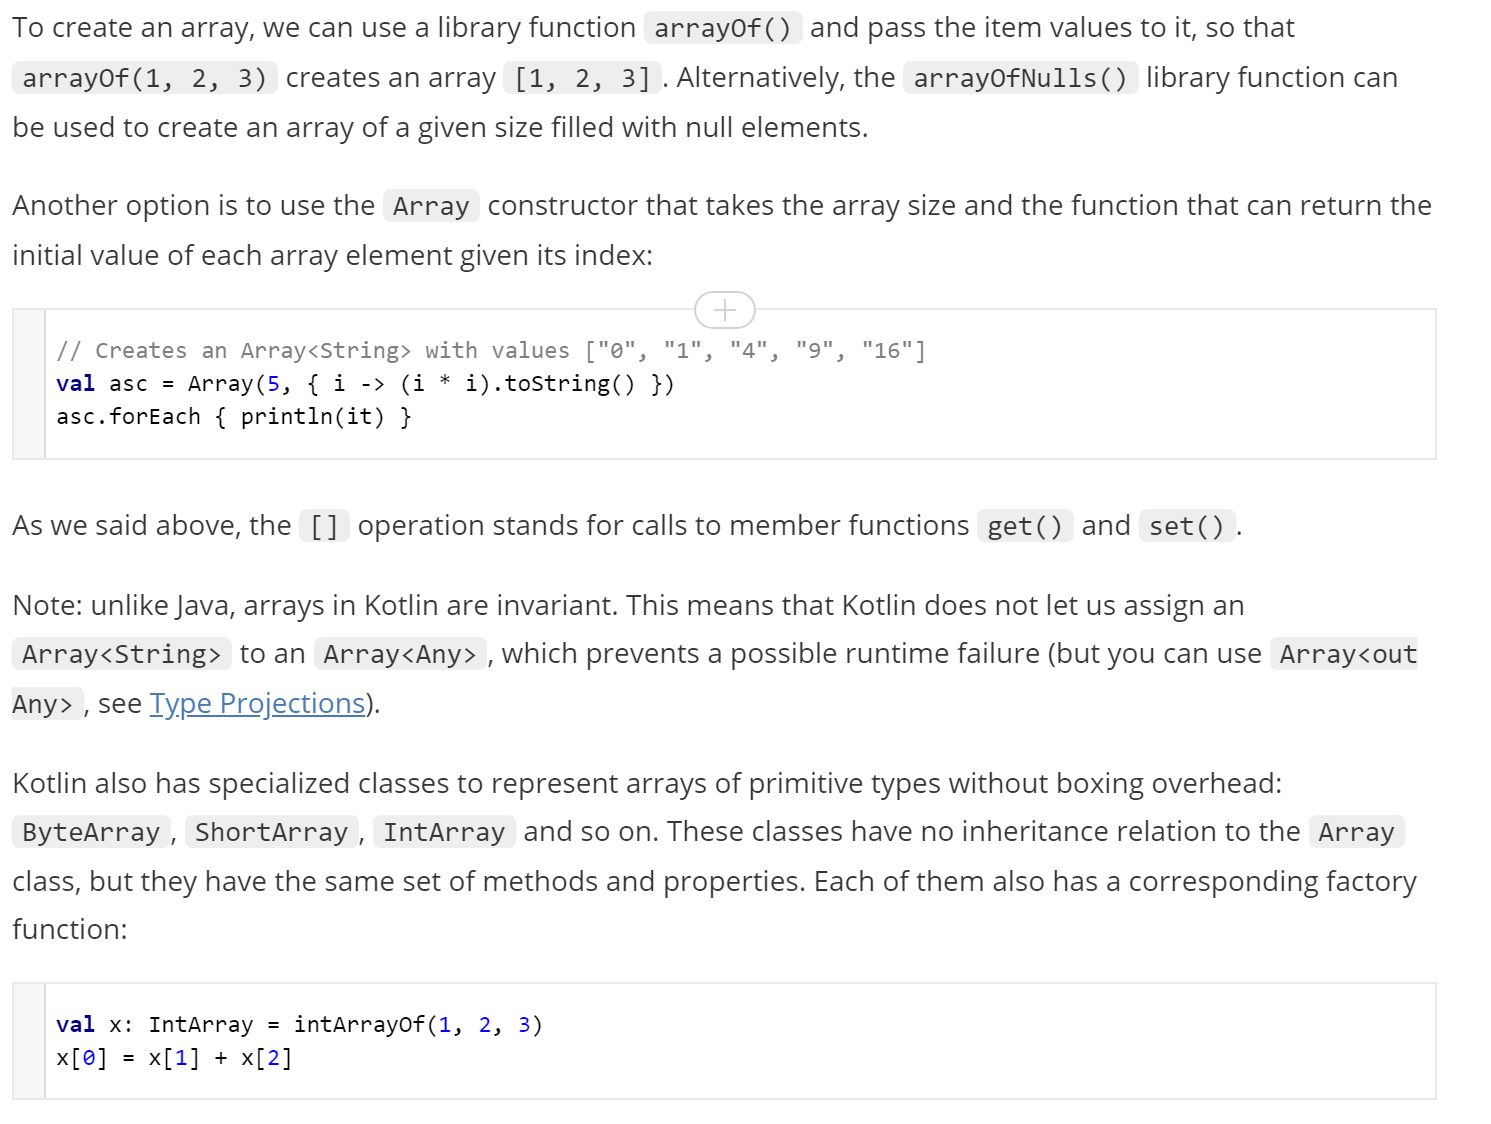 To create an array, we can use a library function arrayOf() and pass the item values to it, so that
arrayOf(1, 2, 3) creates an array [1, 2, 3]. Alternatively, the arrayOfNulls() library function can
be used to create an array of a given size filled with null elements.
Another option is to use the Array constructor that takes the array size and the function that can return the
initial value of each array element given its index:
// Creates an Array<String> with values ["0", "1", "4", "9", "16"]
val asc = Array(5, { i -> (i * i).toString() })
asc.forEach { println(it) }
As we said above, the [] operation stands for calls to member functions get() and set().
Note: unlike Java, arrays in Kotlin are invariant. This means that Kotlin does not let us assign an
Array<String> to an Array<Any>, which prevents a possible runtime failure (but you can use Array<out
Any>, see Type Projections).
Kotlin also has specialized classes to represent arrays of primitive types without boxing overhead:
ByteArray, ShortArray, IntArray and so on. These classes have no inheritance relation to the Array
class, but they have the same set of methods and properties. Each of them also has a corresponding factory
function:
val x: IntArray = intArrayOf(1, 2, 3)
x[0] = x[1] + x[2]